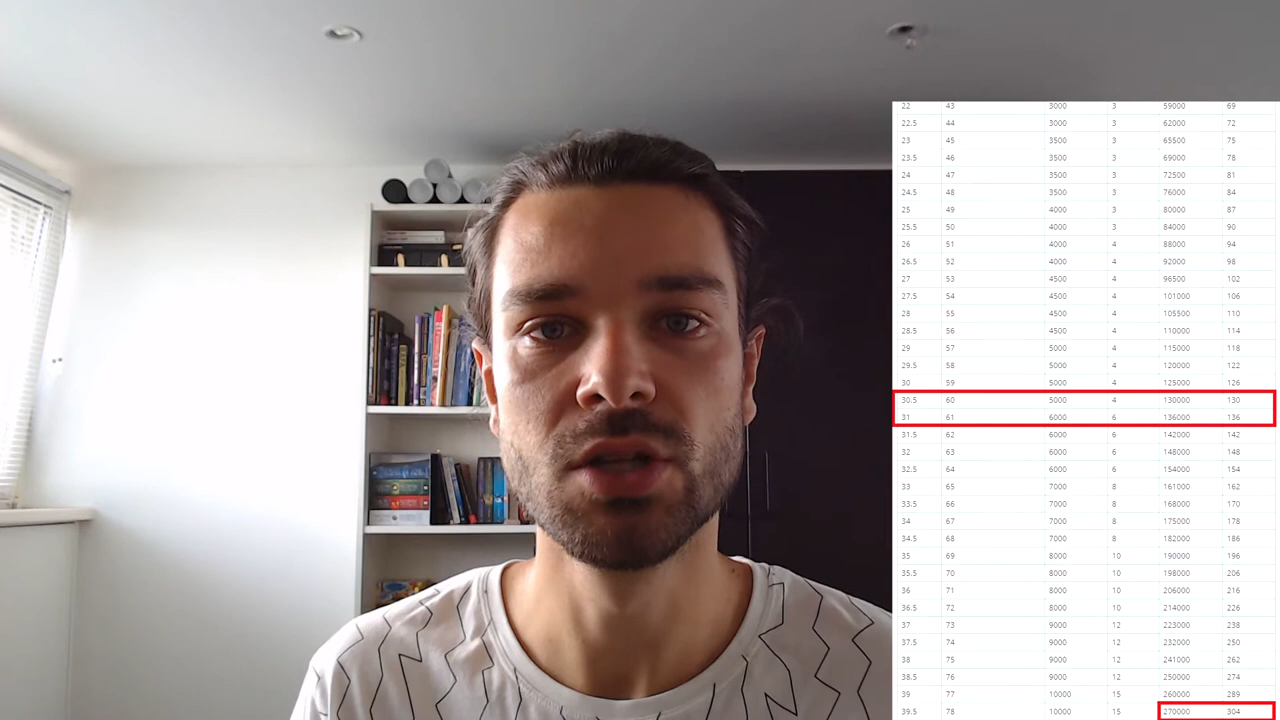 22 43 3000 3 59000 69
22.5 44 3000 3 62000 72
23 45 3500 3 65500 75
23.5 46 3500 3 69000 78
24 47 3500 3 72500 81
24.5 48 3500 3 76000 84
25 49 4000 3 80000 87
25.5 50 4000 3 84000 90
26 51 4000 4 88000 94
26.5 52 4000 4 92000 98
27 53 4500 4 96500 102
27.5 54 4500 4 101000 106
28 55 4500 4 105500 110
28.5 56 4500 4 110000 114
29 57 5000 4 115000 118
29.5 58 5000 4 120000 122
30 59 5000 4 125000 126
30.5 60 5000 4 130000 130
31 61 6000 6 136000 136
31.5 62 6000 6 142000 142
32 63 6000 6 148000 148
32.5 64 6000 6 154000 154
33 65 7000 8 161000 162
33.5 66 7000 8 168000 170
34 67 7000 8 175000 178
34.5 68 7000 8 182000 186
35 69 8000 10 190000 196
35.5 70 8000 10 198000 206
36 71 8000 10 206000 216
36.5 72 8000 10 214000 226
37 73 9000 12 223000 238
37.5 74 9000 12 232000 250
38 75 9000 12 241000 262
38.5 76 9000 12 250000 274
39 77 10000 15 260000 289
39.5 78 10000 15 270000 304